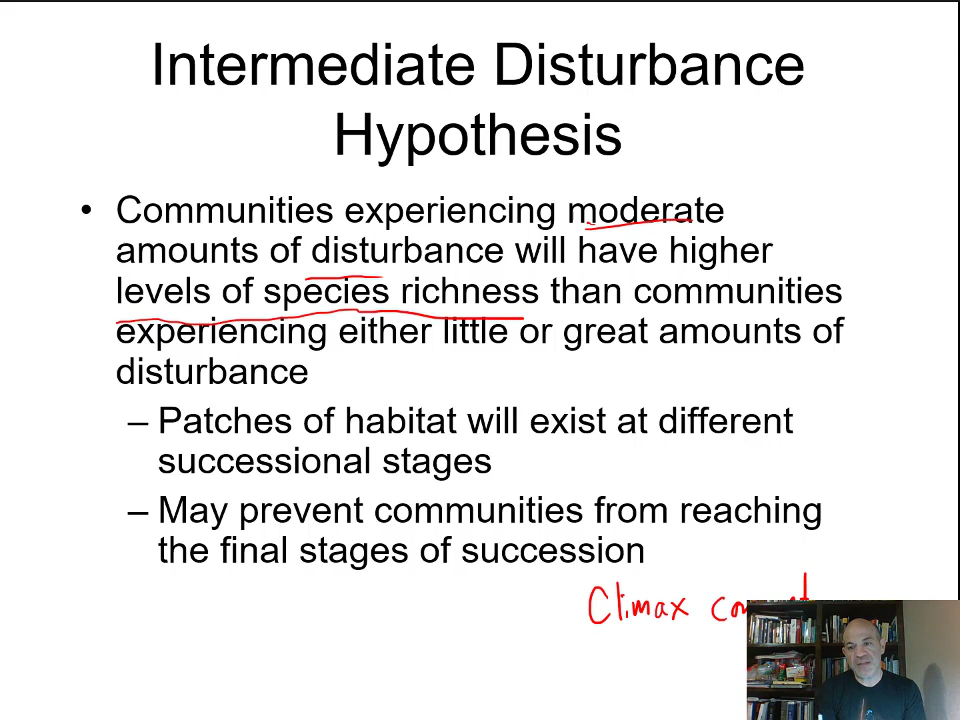 Intermediate Disturbance
Hypothesis
• Communities experiencing moderate
amounts of disturbance will have higher
levels of species richness than communities
experiencing either little or great amounts of
disturbance
– Patches of habitat will exist at different
successional stages
– May prevent communities from reaching
the final stages of succession
Climax